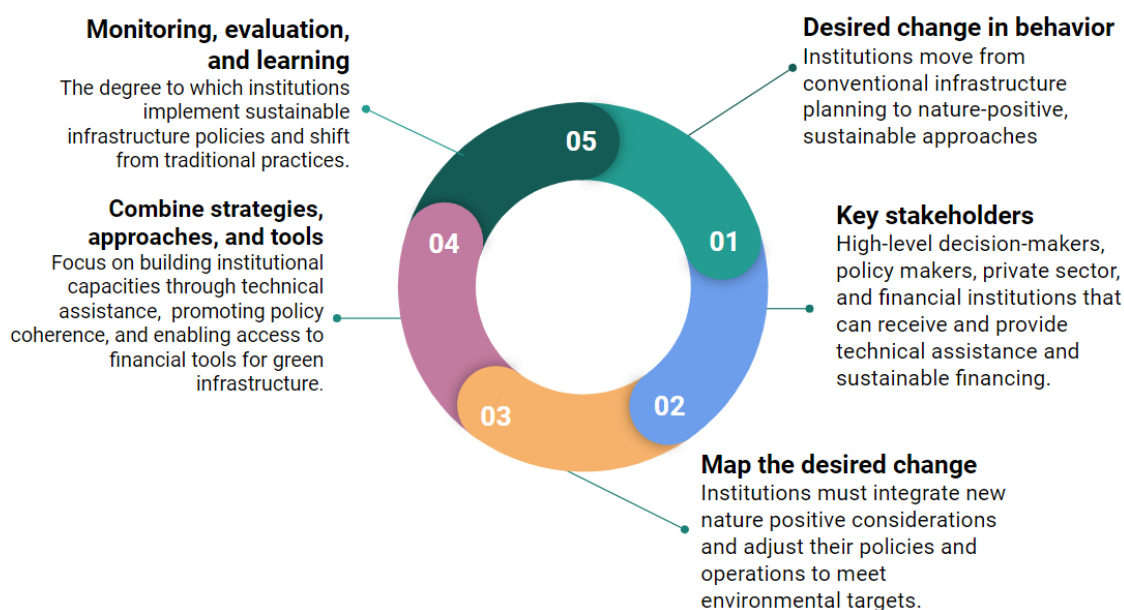 Desired change in behavior
Institutions move from
conventional infrastructure
planning to nature-positive,
sustainable approaches
01
Key stakeholders
High-level decision-makers,
policy makers, private sector,
and financial institutions that
can receive and provide
technical assistance and
sustainable financing.
02
Map the desired change
Institutions must integrate new
nature positive considerations
and adjust their policies and
operations to meet
environmental targets.
03
Combine strategies,
approaches, and tools
Focus on building institutional
capacities through technical
assistance,  promoting policy
coherence, and enabling access to
financial tools for green
infrastructure.
04
Monitoring, evaluation,
and learning
The degree to which institutions
implement sustainable
infrastructure policies and shift
from traditional practices.
05